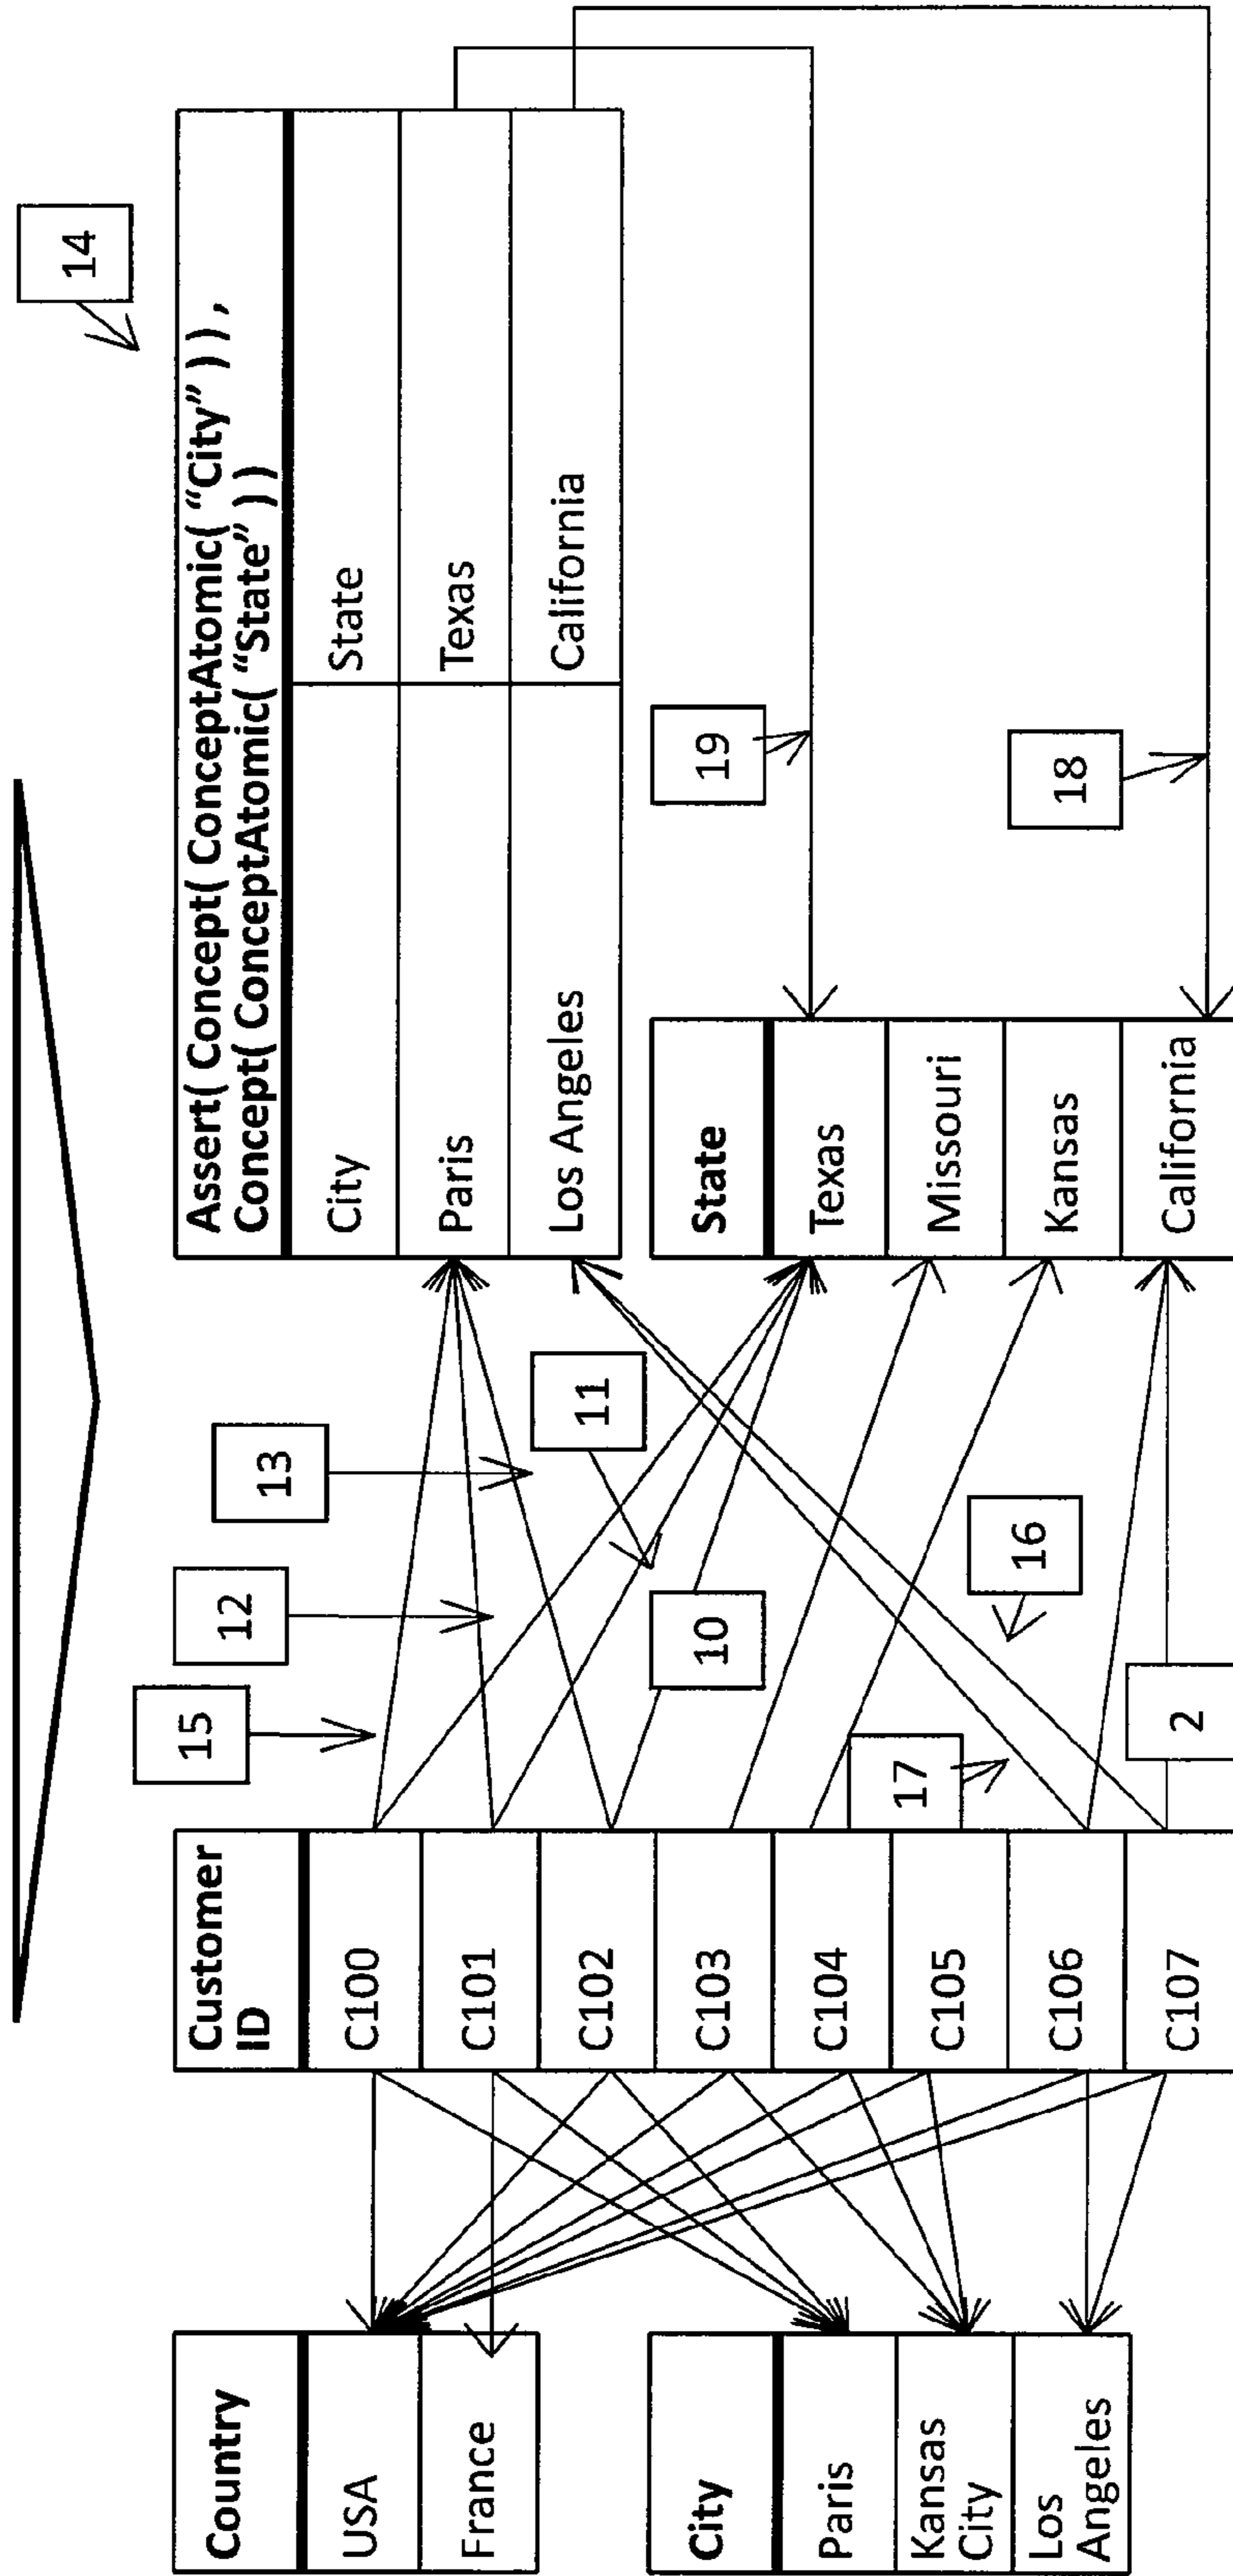 14
15
12
13
11
Country
USA
France
Customer
ID
C100
C101
C102
C103
C104
C105
C106
C107
Assert( Concept( ConceptAtomic( “City” ) ),
Concept( ConceptAtomic( “State” ) )
City
State
Paris
Texas
Los Angeles
California
City
Paris
Kansas
City
Los
Angeles
10
17
16
2
State
Texas
Missouri
Kansas
California
19
18